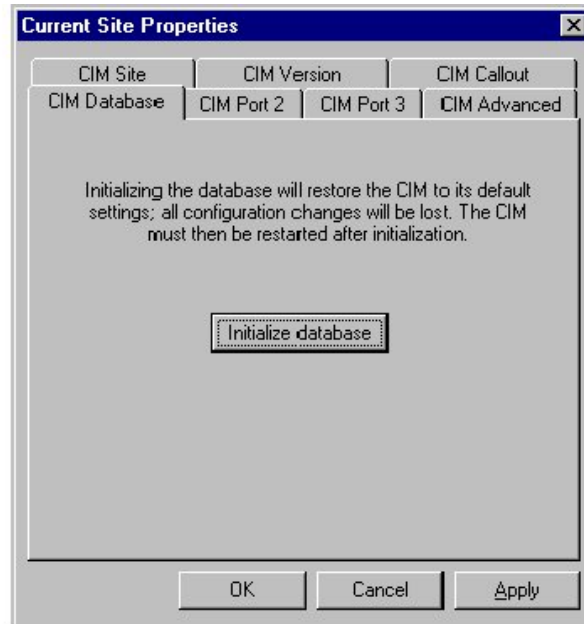 Current Site Properties
CIM Site
CIM Version
CIM Callout
CIM Database
CIM Port 2
CIM Port 3
CIM Advanced
Initializing the database will restore the CIM to its default
settings; all configuration changes will be lost. The CIM
must then be restarted after initialization.
Initialize database
OK
Cancel
Apply